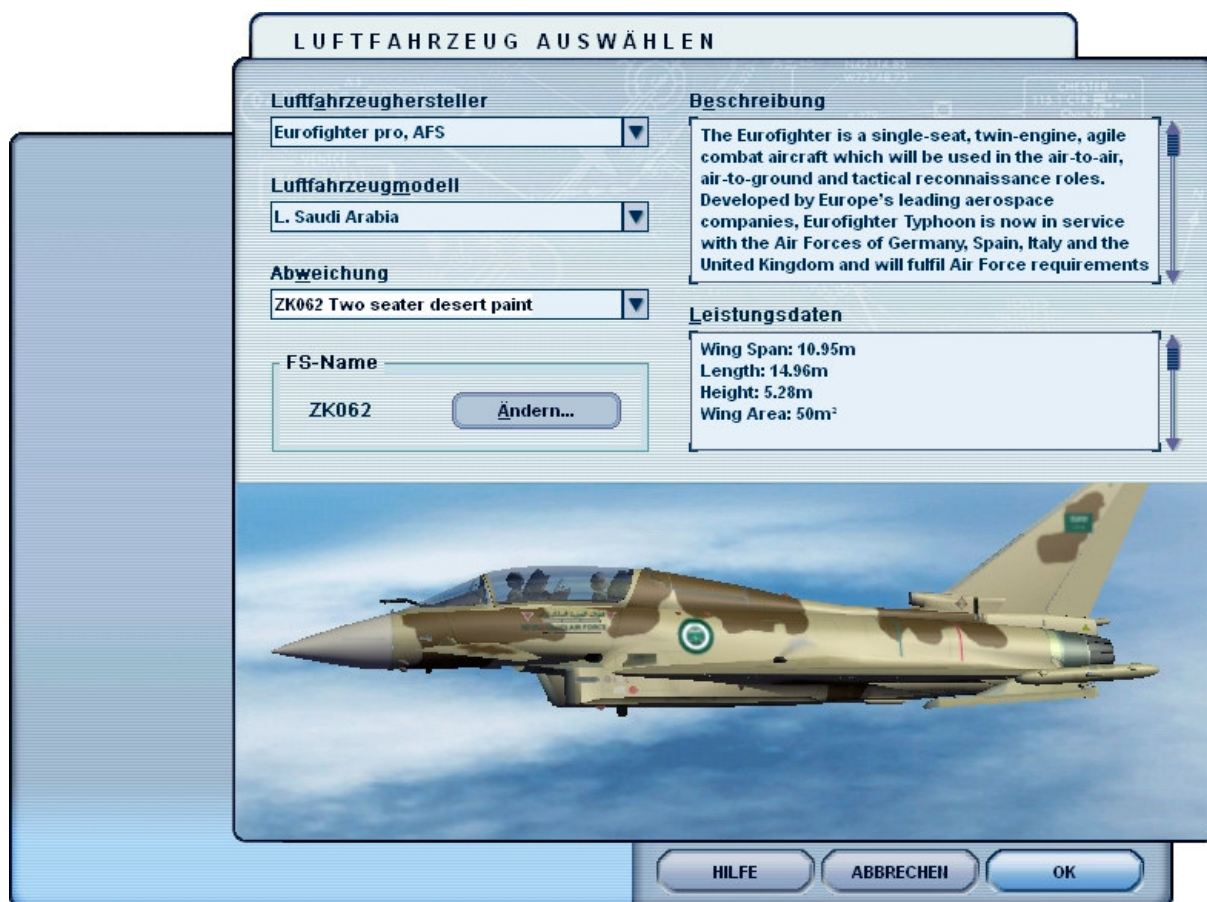 LUFTFAHRZEUG AUSWÄHLEN
Luftfahrzeughersteller
Eurofighter pro, AFS
Luftfahrzeugmodell
L. Saudi Arabia
Abweichung
ZK062 Two seater desert paint
FS-Name
ZK062
Ändern...
Beschreibung
The Eurofighter is a single-seat, twin-engine, agile
combat aircraft which will be used in the air-to-air,
air-to-ground and tactical reconnaissance roles.
Developed by Europe's leading aerospace
companies, Eurofighter Typhoon is now in service
with the Air Forces of Germany, Spain, Italy and the
United Kingdom and will fulfil Air Force requirements
Leistungsdaten
Wing Span: 10.95m
Length: 14.96m
Height: 5.28m
Wing Area: 50m²
HILFE
ABBRECHEN
OK